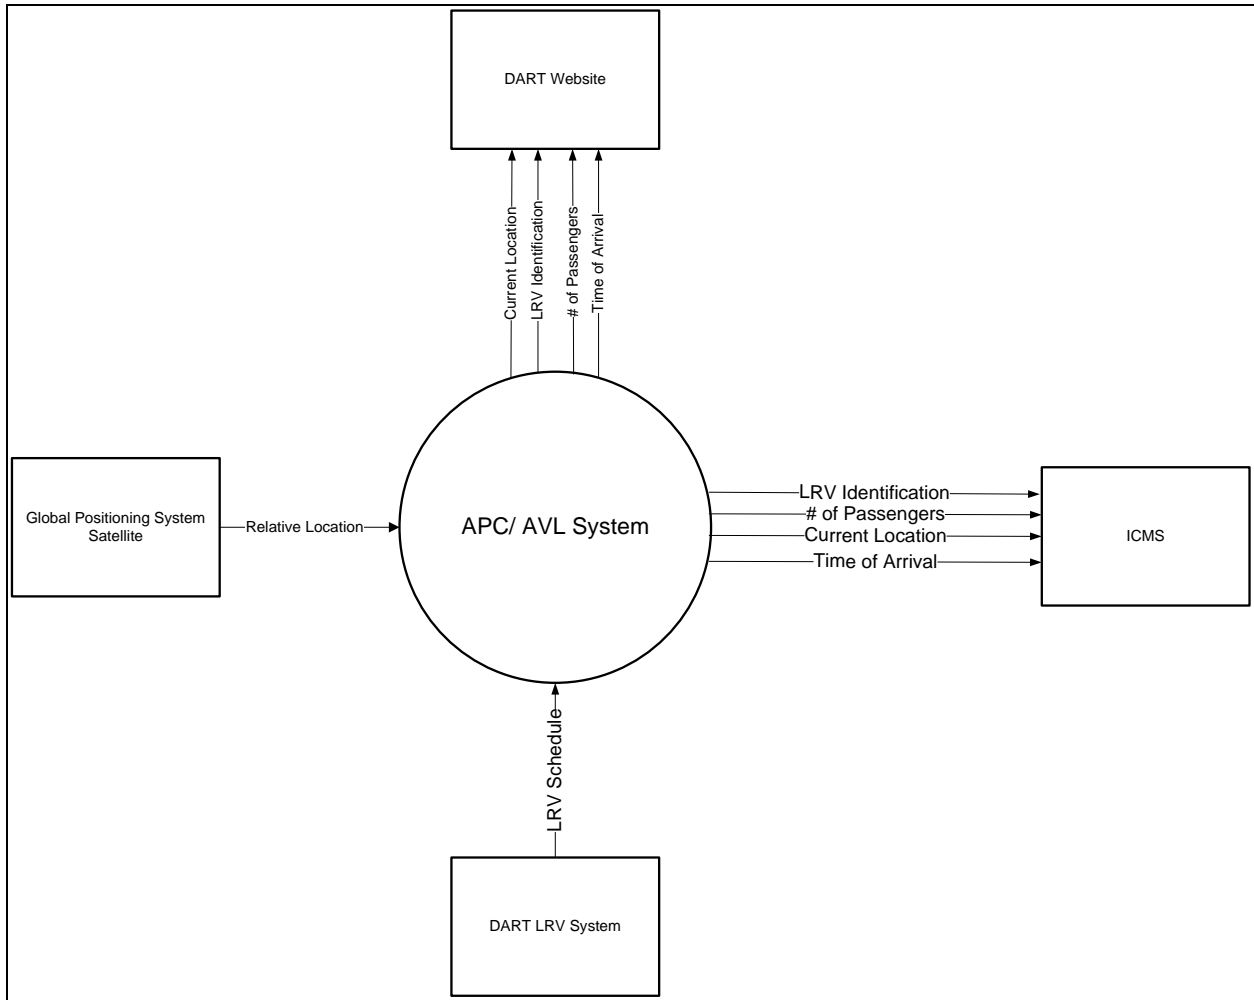 DART Website
Current Location
LRV Identification
# of Passengers
Time of Arrival
Global Positioning System
Satellite
Relative Location
APC/ AVL System
LRV Identification
# of Passengers
Current Location
Time of Arrival
ICMS
LRV Schedule
DART LRV System